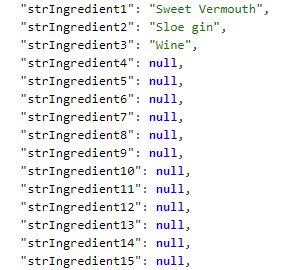 "strIngredient1": "Sweet Vermouth",
"strIngredient2": "Sloe gin",
"strIngredient3": "Wine",
"strIngredient4": null,
"strIngredient5": null,
"strIngredient6": null,
"strIngredient7": null,
"strIngredient8": null,
"strIngredient9": null,
"strIngredient10": null,
"strIngredient11": null,
"strIngredient12": null,
"strIngredient13": null,
"strIngredient14": null,
"strIngredient15": null,